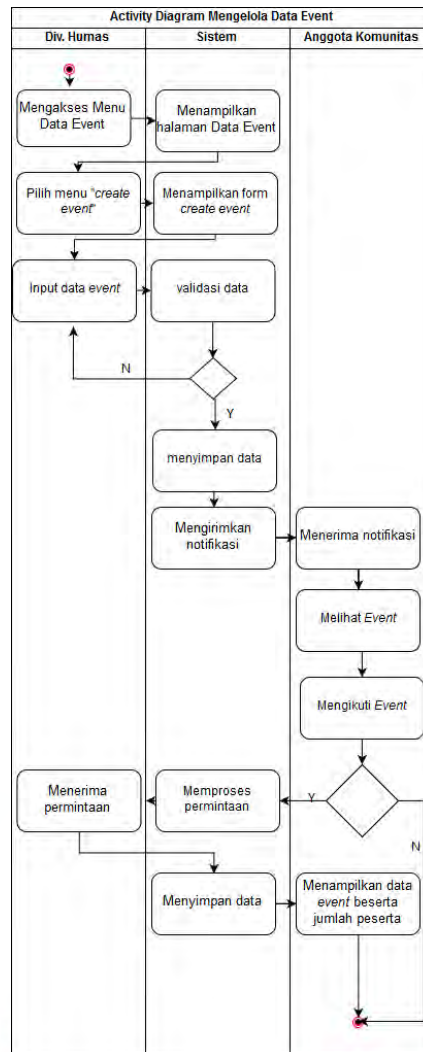 Activity Diagram Mengelola Data Event
Div. Humas
Sistem
Anggota Komunitas
Mengakses Menu
Data Event
Menampilkan
halaman Data Event
Pilih menu "create
event"
Menampilkan form
create event
Input data event
validasi data
N
Y
menyimpan data
Mengirimkan
notifikasi
Menerima notifikasi
Melihat Event
Mengikuti Event
Menerima
permintaan
Memproses
permintaan
Y
N
Menyimpan data
Menampilkan data
event beserta
jumlah peserta